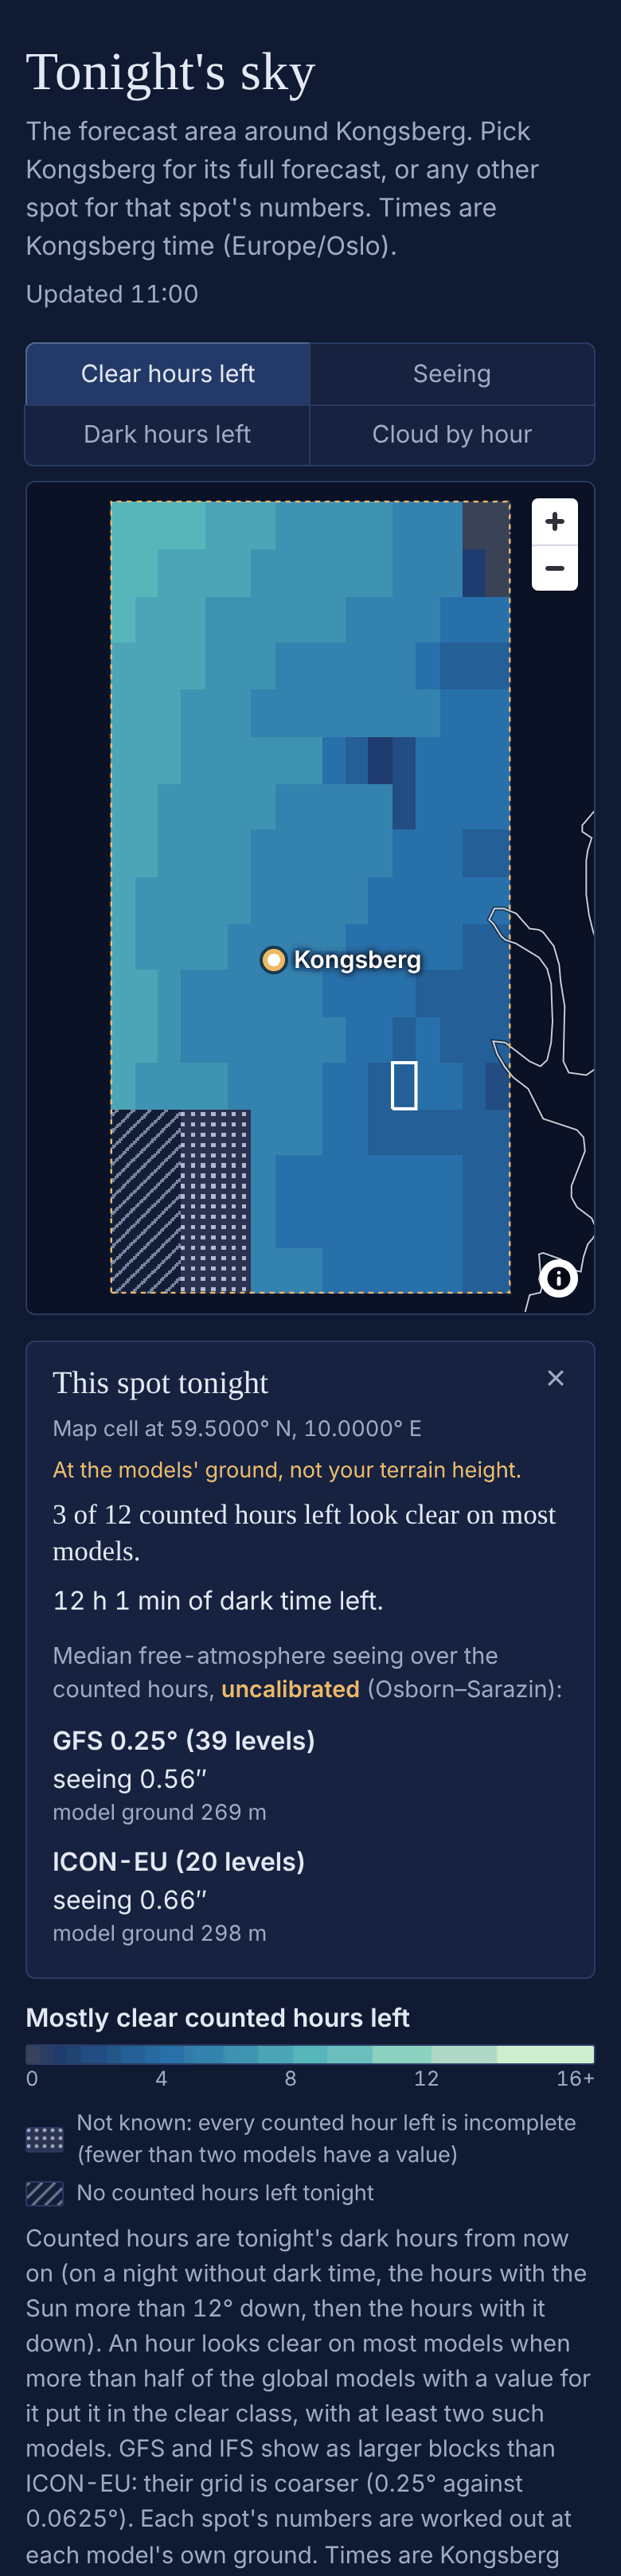 Tonight's sky
The forecast area around Kongsberg. Pick
Kongsberg for its full forecast, or any other
spot for that spot's numbers. Times are
Kongsberg time (Europe/Oslo).
Updated 11:00
Clear hours left
Seeing
Dark hours left
Cloud by hour
+
−
Kongsberg
This spot tonight
×
Map cell at 59.5000° N, 10.0000° E
At the models' ground, not your terrain height.
3 of 12 counted hours left look clear on most
models.
12 h 1 min of dark time left.
Median free-atmosphere seeing over the
counted hours, uncalibrated (Osborn–Sarazin):
GFS 0.25° (39 levels)
seeing 0.56″
model ground 269 m
ICON-EU (20 levels)
seeing 0.66″
model ground 298 m
Mostly clear counted hours left
0 4 8 12 16+
Not known: every counted hour left is incomplete
(fewer than two models have a value)
No counted hours left tonight
Counted hours are tonight's dark hours from now
on (on a night without dark time, the hours with the
Sun more than 12° down, then the hours with it
down). An hour looks clear on most models when
more than half of the global models with a value for
it put it in the clear class, with at least two such
models. GFS and IFS show as larger blocks than
ICON-EU: their grid is coarser (0.25° against
0.0625°). Each spot's numbers are worked out at
each model's own ground. Times are Kongsberg